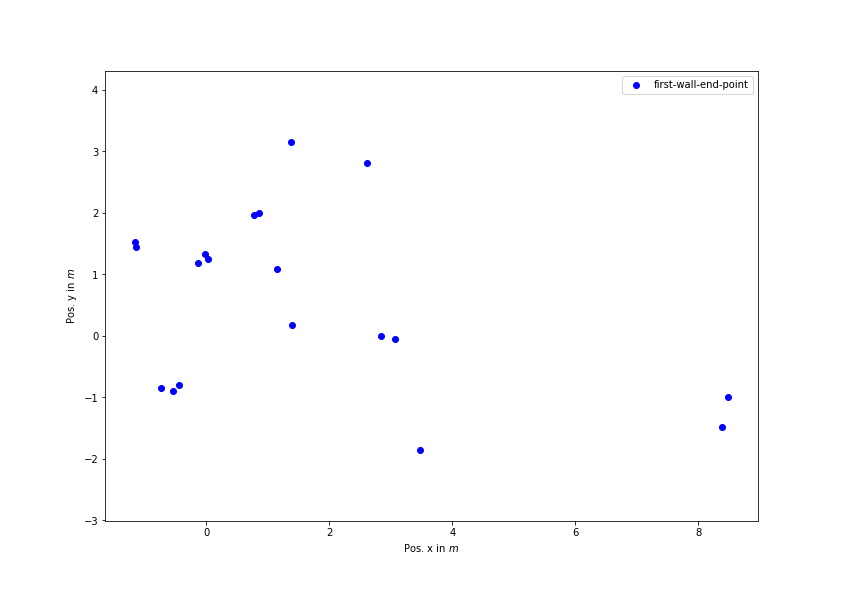 first-wall-end-point
4
3
2
1
0
−1
−2
−3
Pos. y in m
0 2 4 6 8
Pos. x in m